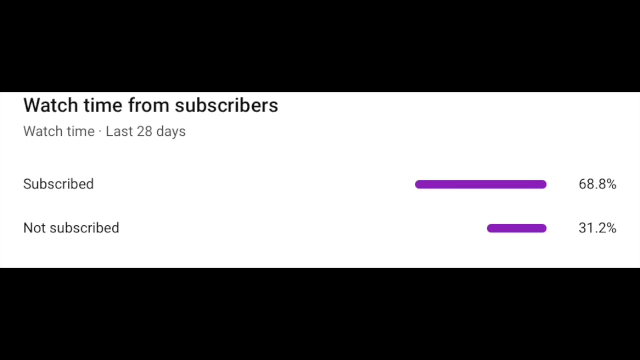 Watch time from subscribers
Watch time · Last 28 days
Subscribed 68.8%
Not subscribed 31.2%